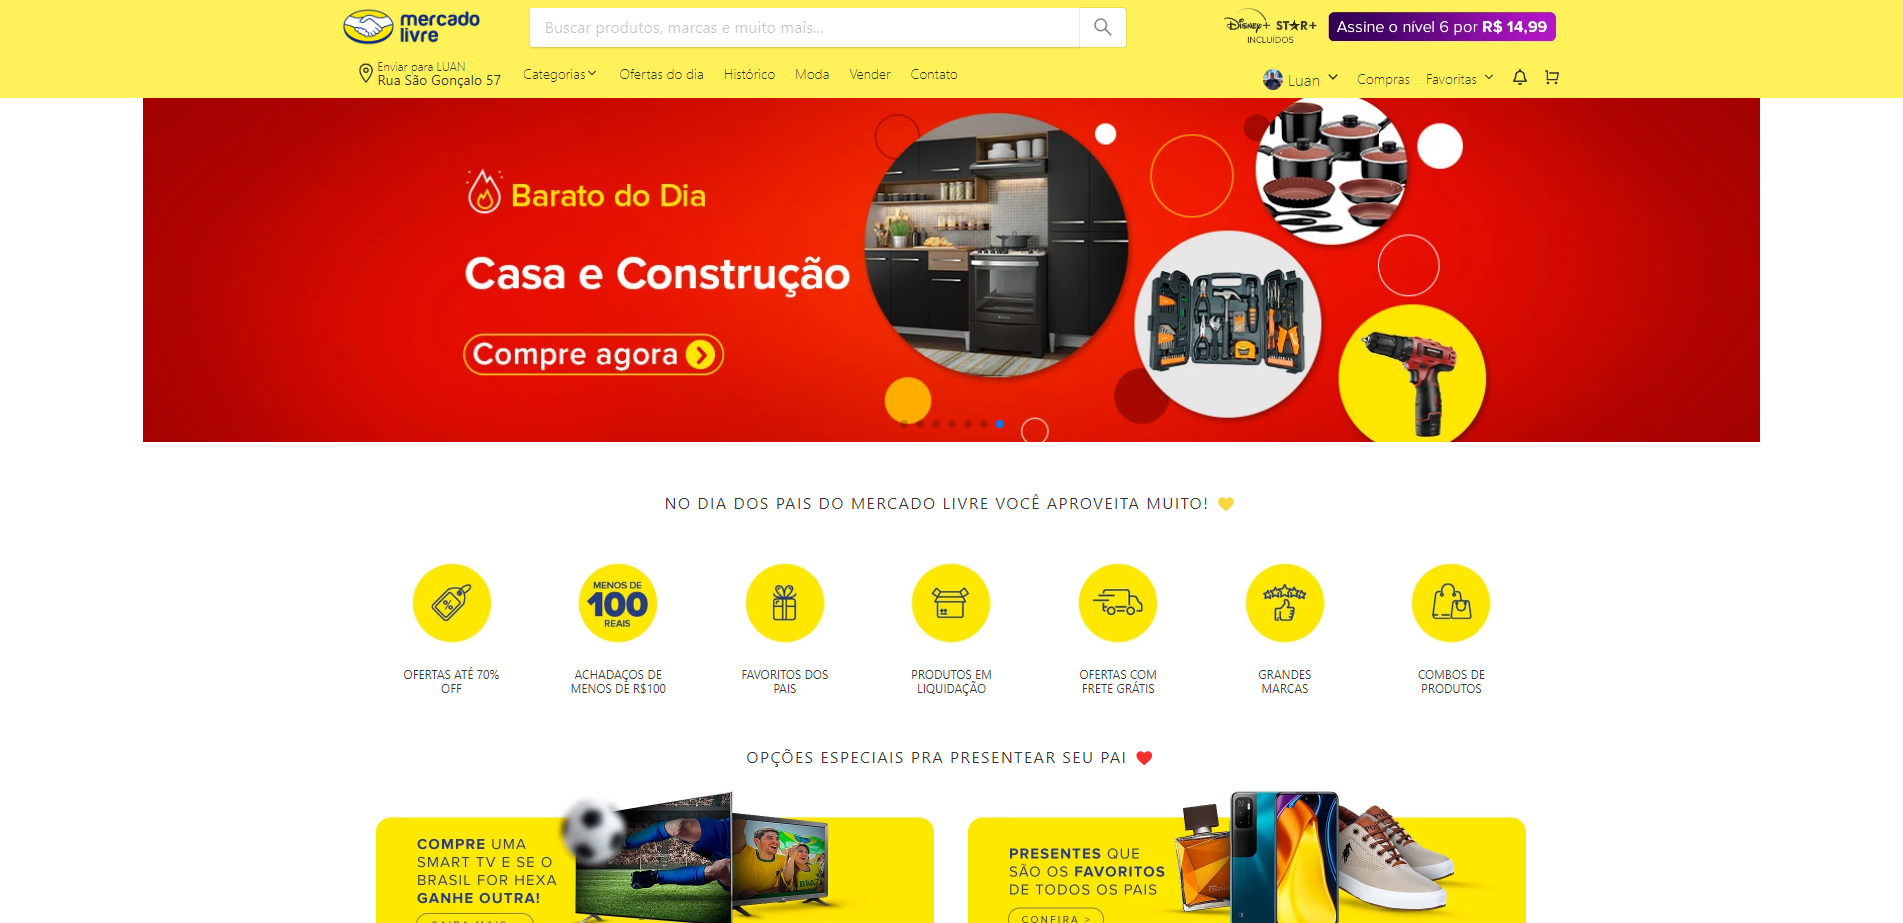 mercado
livre
Buscar produtos, marcas e muito mais...
Disney+ STAR+
INCLUÍDOS
Assine o nível 6 por R$ 14,99
Enviar para LUAN
Rua São Gonçalo 57
Categorias
Ofertas do dia
Histórico
Moda
Vender
Contato
Luan
Compras
Favoritas
Barato do Dia
Casa e Construção
Compre agora
NO DIA DOS PAIS DO MERCADO LIVRE VOCÊ APROVEITA MUITO!
MENOS DE
100
REAIS
OFERTAS ATÉ 70%
OFF
ACHADAÇOS DE
MENOS DE R$100
FAVORITOS DOS
PAIS
PRODUTOS EM
LIQUIDAÇÃO
OFERTAS COM
FRETE GRÁTIS
GRANDES
MARCAS
COMBOS DE
PRODUTOS
OPÇÕES ESPECIAIS PRA PRESENTEAR SEU PAI
COMPRE UMA
SMART TV E SE O
BRASIL FOR HEXA
GANHE OUTRA!
SAIBA MAIS >
PRESENTES QUE
SÃO OS FAVORITOS
DE TODOS OS PAIS
CONFIRA >